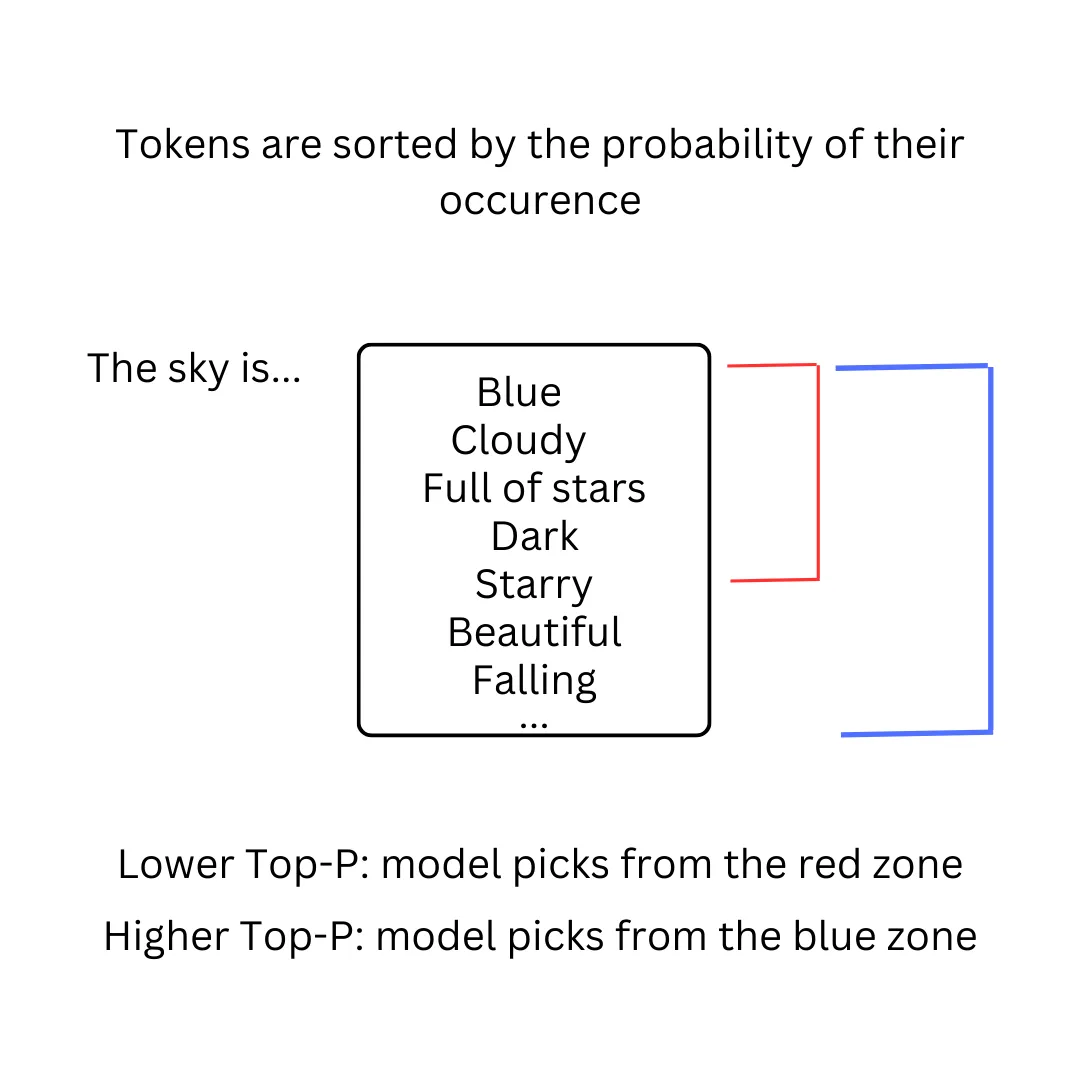 Tokens are sorted by the probability of their
occurence
The sky is...
Blue
Cloudy
Full of stars
Dark
Starry
Beautiful
Falling
...
Lower Top-P: model picks from the red zone
Higher Top-P: model picks from the blue zone